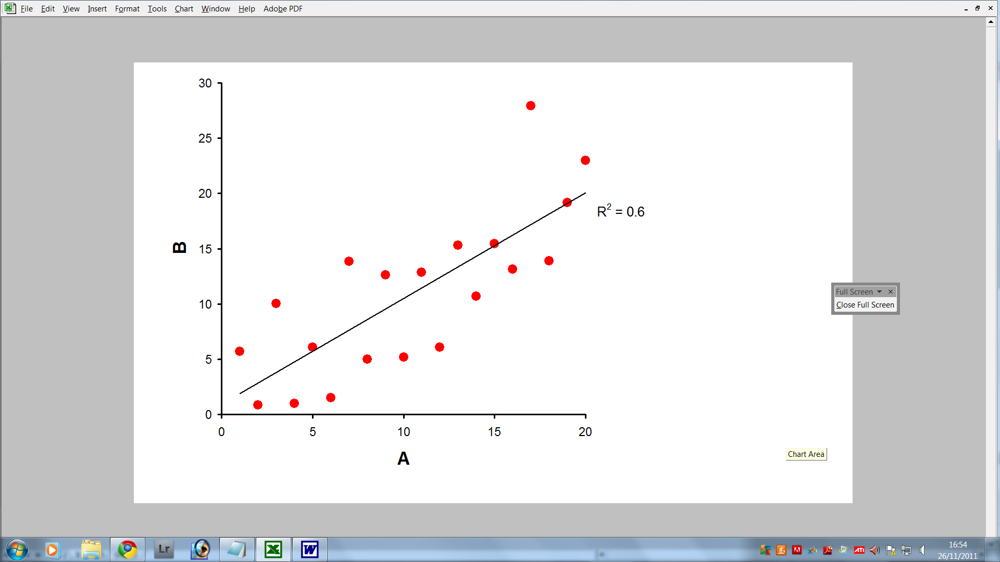 File Edit View Insert Format Tools Chart Window Help Adobe PDF
30
25
20
R² = 0.6
B
15
10
5
0
0 5 10 15 20
A
Full Screen
Close Full Screen
Chart Area
Lr
W
ATI
16:54
26/11/2011